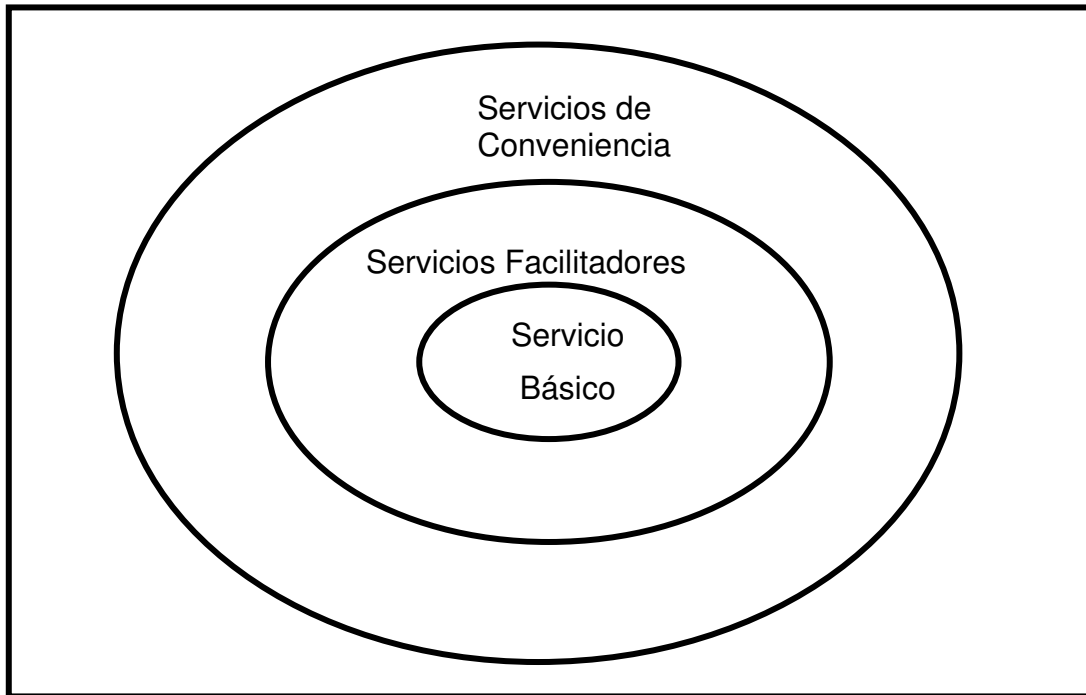 Servicios de
Conveniencia
Servicios Facilitadores
Servicio
Básico